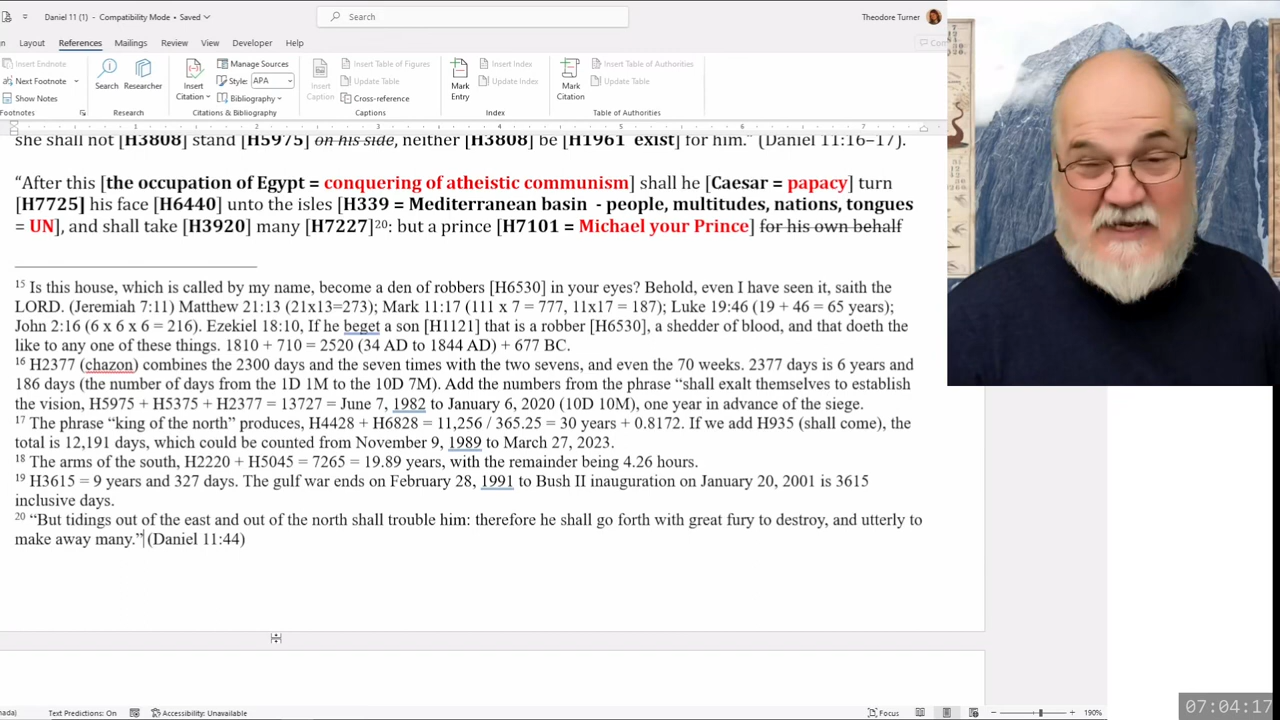 Daniel 11 (1) - Compatibility Mode • Saved
Search
Theodore Turner
Layout References Mailings Review View Developer Help
Insert Endnote
Next Footnote
Show Notes
Footnotes
Search
Researcher
Research
Insert Citation
Manage Sources
Style: APA
Bibliography
Citations & Bibliography
Insert Caption
Insert Table of Figures
Update Table
Cross-reference
Captions
Mark Entry
Insert Index
Update Index
Index
Mark Citation
Insert Table of Authorities
Update Table
Table of Authorities
1 2 3 4 5 6 7
she shall not [H3808] stand [H5975] on his side, neither [H3808] be [H1961 exist] for him.” (Daniel 11:16–17).
“After this [the occupation of Egypt = conquering of atheistic communism] shall he [Caesar = papacy] turn
[H7725] his face [H6440] unto the isles [H339 = Mediterranean basin - people, multitudes, nations, tongues
= UN], and shall take [H3920] many [H7227]20: but a prince [H7101 = Michael your Prince] for his own behalf
15 Is this house, which is called by my name, become a den of robbers [H6530] in your eyes? Behold, even I have seen it, saith the
LORD. (Jeremiah 7:11) Matthew 21:13 (21x13=273); Mark 11:17 (111 x 7 = 777, 11x17 = 187); Luke 19:46 (19 + 46 = 65 years);
John 2:16 (6 x 6 x 6 = 216). Ezekiel 18:10, If he beget a son [H1121] that is a robber [H6530], a shedder of blood, and that doeth the
like to any one of these things. 1810 + 710 = 2520 (34 AD to 1844 AD) + 677 BC.
16 H2377 (chazon) combines the 2300 days and the seven times with the two sevens, and even the 70 weeks. 2377 days is 6 years and
186 days (the number of days from the 1D 1M to the 10D 7M). Add the numbers from the phrase “shall exalt themselves to establish
the vision, H5975 + H5375 + H2377 = 13727 = June 7, 1982 to January 6, 2020 (10D 10M), one year in advance of the siege.
17 The phrase “king of the north” produces, H4428 + H6828 = 11,256 / 365.25 = 30 years + 0.8172. If we add H935 (shall come), the
total is 12,191 days, which could be counted from November 9, 1989 to March 27, 2023.
18 The arms of the south, H2220 + H5045 = 7265 = 19.89 years, with the remainder being 4.26 hours.
19 H3615 = 9 years and 327 days. The gulf war ends on February 28, 1991 to Bush II inauguration on January 20, 2001 is 3615
inclusive days.
20 “But tidings out of the east and out of the north shall trouble him: therefore he shall go forth with great fury to destroy, and utterly to
make away many.” (Daniel 11:44)
Text Predictions: On
Accessibility: Unavailable
Focus
190%
07:04:17